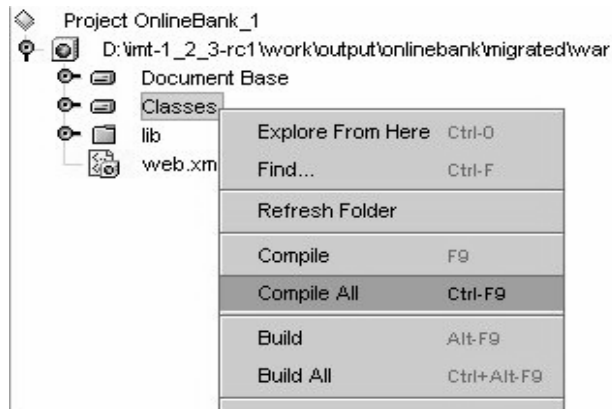 Project OnlineBank_1
D:\imt-1_2_3-rc1\work\output\onlinebank\migrated\war
Document Base
Classes
lib
web.xm
Explore From Here Ctrl-O
Find... Ctrl-F
Refresh Folder
Compile F9
Compile All Ctrl-F9
Build Alt-F9
Build All Ctrl+Alt-F9